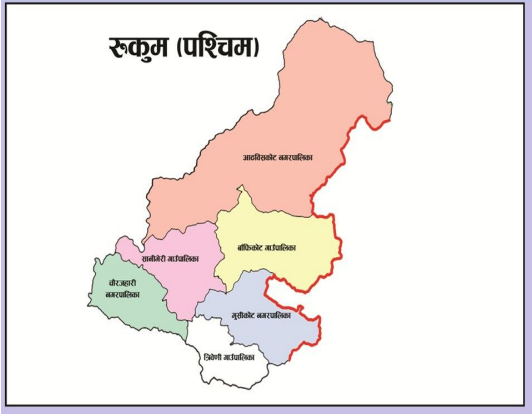 रुकुम (पश्चिम)
आठबिसकोट नगरपालिका
बाँफिकोट गाउँपालिका
सानीभेरी गाउँपालिका
चौरजहारी
नगरपालिका
मुसीकोट नगरपालिका
त्रिवेणी गाउँपालिका